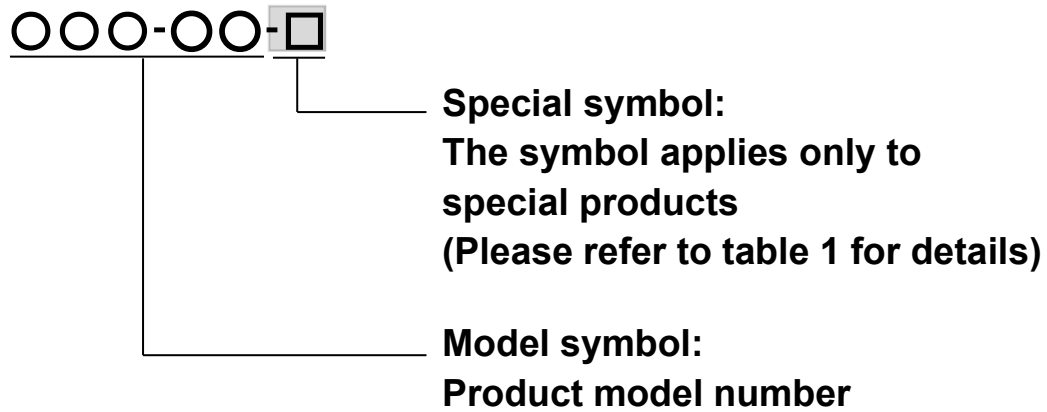 ○○○-○○-□
Special symbol:
The symbol applies only to
special products
(Please refer to table 1 for details)
Model symbol:
Product model number